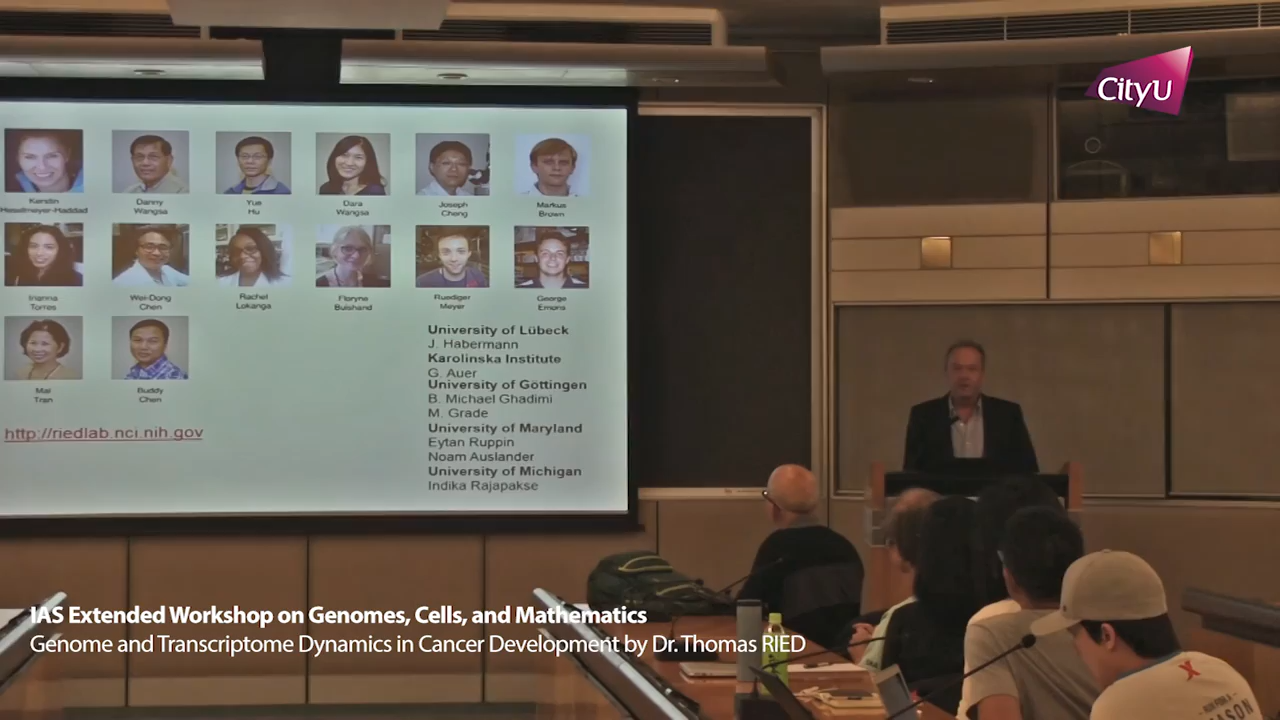 CityU
Kerstin
Heselmeyer-Haddad
Danny
Wangsa
Yue
Hu
Dara
Wangsa
Joseph
Cheng
Markus
Brown
Irianna
Torres
Wei-Dong
Chen
Rachel
Lokanga
Floryne
Buishand
Ruediger
Meyer
George
Emons
Mai
Tran
Buddy
Chen
University of Lübeck
J. Habermann
Karolinska Institute
G. Auer
University of Göttingen
B. Michael Ghadimi
M. Grade
University of Maryland
Eytan Ruppin
Noam Auslander
University of Michigan
Indika Rajapakse
http://riedlab.nci.nih.gov
IAS Extended Workshop on Genomes, Cells, and Mathematics
Genome and Transcriptome Dynamics in Cancer Development by Dr. Thomas RIED
X
RUN FOR A